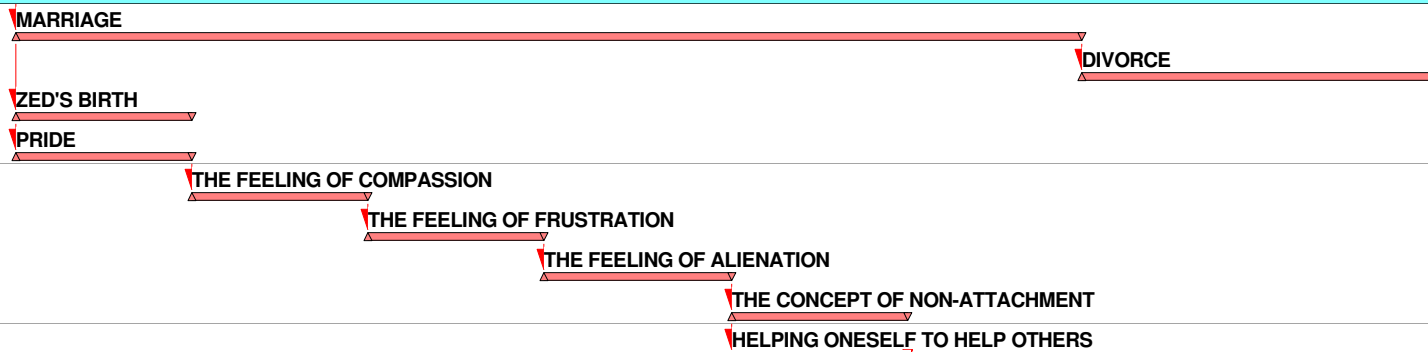 MARRIAGE
DIVORCE
ZED'S BIRTH
PRIDE
THE FEELING OF COMPASSION
THE FEELING OF FRUSTRATION
THE FEELING OF ALIENATION
THE CONCEPT OF NON-ATTACHMENT
HELPING ONESELF TO HELP OTHERS